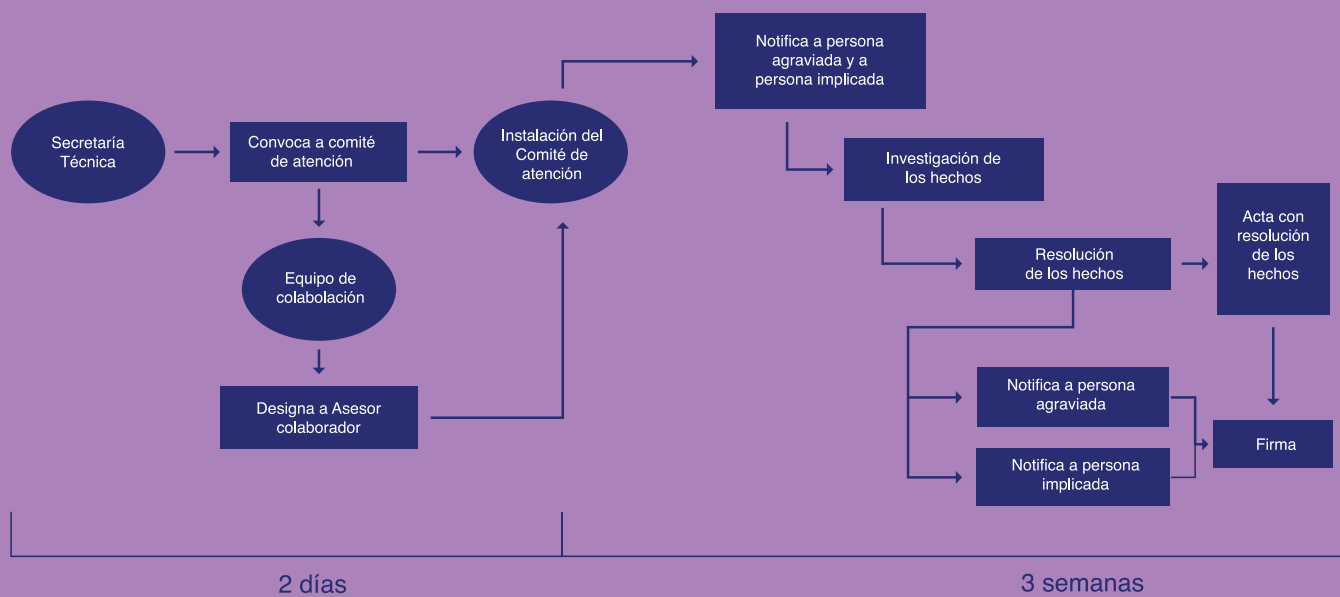 Secretaría
Técnica
Convoca a comité
de atención
Equipo de
colabolación
Designa a Asesor
colaborador
Instalación del
Comité de
atención
Notifica a persona
agraviada y a
persona implicada
Investigación de
los hechos
Resolución
de los hechos
Acta con
resolución
de los
hechos
Notifica a persona
agraviada
Notifica a persona
implicada
Firma
2 días
3 semanas